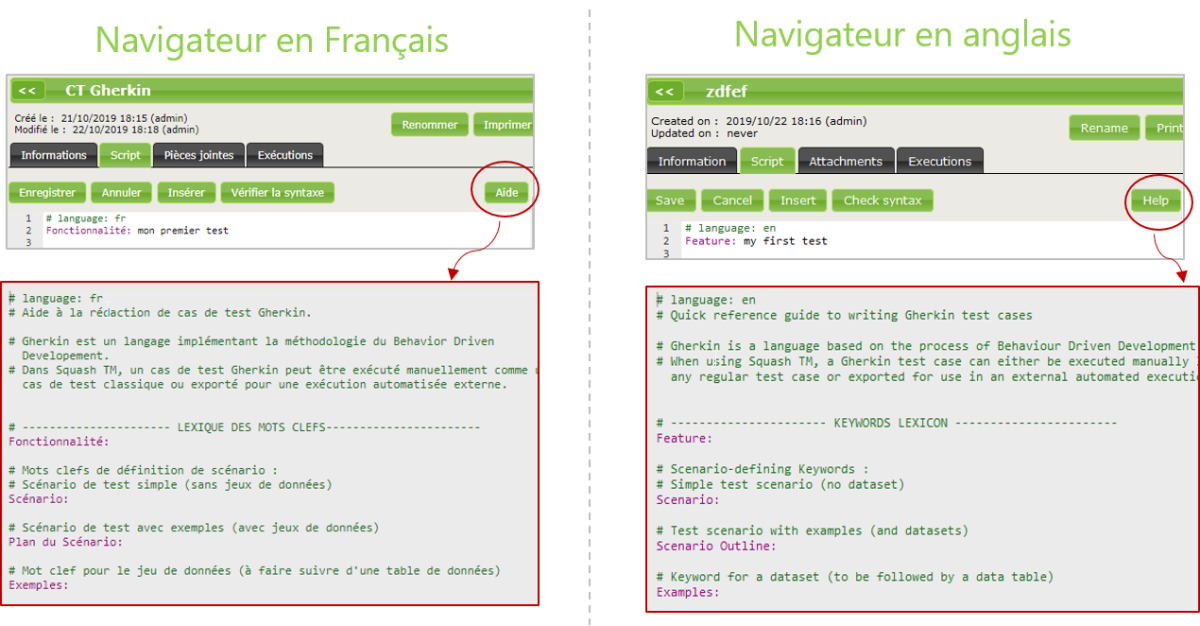 Navigateur en Français
<< CT Gherkin
Créé le : 21/10/2019 18:15 (admin)
Modifié le : 22/10/2019 18:18 (admin)
Renommer Imprimer
Informations Script Pièces jointes Exécutions
Enregistrer Annuler Insérer Vérifier la syntaxe Aide
1 # language: fr
2 Fonctionnalité: mon premier test
3
# language: fr
# Aide à la rédaction de cas de test Gherkin.
# Gherkin est un langage implémentant la méthodologie du Behavior Driven
Developement.
# Dans Squash TM, un cas de test Gherkin peut être exécuté manuellement comme
cas de test classique ou exporté pour une exécution automatisée externe.
# ---------------------- LEXIQUE DES MOTS CLEFS-----------------------
Fonctionnalité:
# Mots clefs de définition de scénario :
# Scénario de test simple (sans jeux de données)
Scénario:
# Scénario de test avec exemples (avec jeux de données)
Plan du Scénario:
# Mot clef pour le jeu de données (à faire suivre d'une table de données)
Exemples:
Navigateur en anglais
<< zdfef
Created on : 2019/10/22 18:16 (admin)
Updated on : never
Rename Print
Information Script Attachments Executions
Save Cancel Insert Check syntax Help
1 # language: en
2 Feature: my first test
3
# language: en
# Quick reference guide to writing Gherkin test cases
# Gherkin is a language based on the process of Behaviour Driven Development
# When using Squash TM, a Gherkin test case can either be executed manually
any regular test case or exported for use in an external automated
# ----------------------- KEYWORDS LEXICON ------------------------
Feature:
# Scenario-defining Keywords :
# Simple test scenario (no dataset)
Scenario:
# Test scenario with examples (and datasets)
Scenario Outline:
# Keyword for a dataset (to be followed by a data table)
Examples: